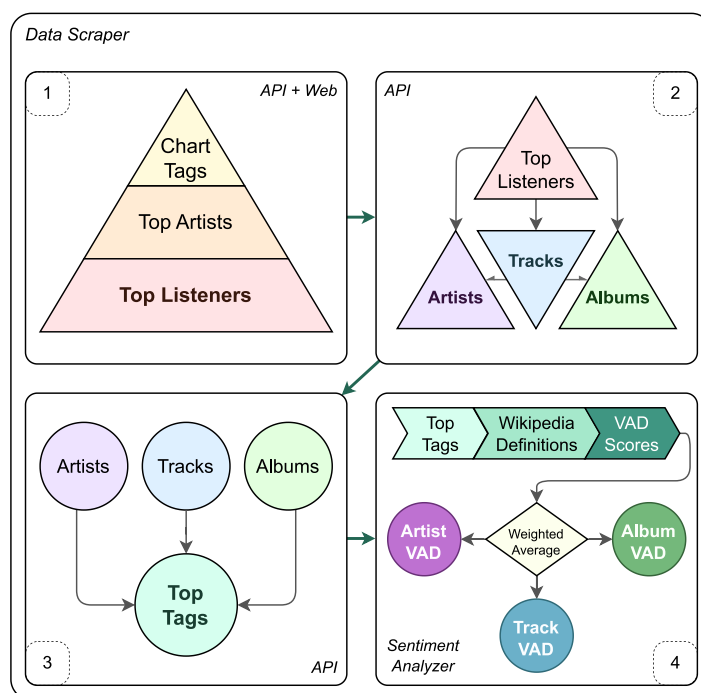 Data Scraper
1
API + Web
Chart
Tags
Top Artists
Top Listeners
API
2
Top
Listeners
Tracks
Artists
Albums
Artists
Tracks
Albums
Top
Tags
3
API
Top
Tags
Wikipedia
Definitions
VAD
Scores
Artist
VAD
Weighted
Average
Album
VAD
Track
VAD
Sentiment
Analyzer
4